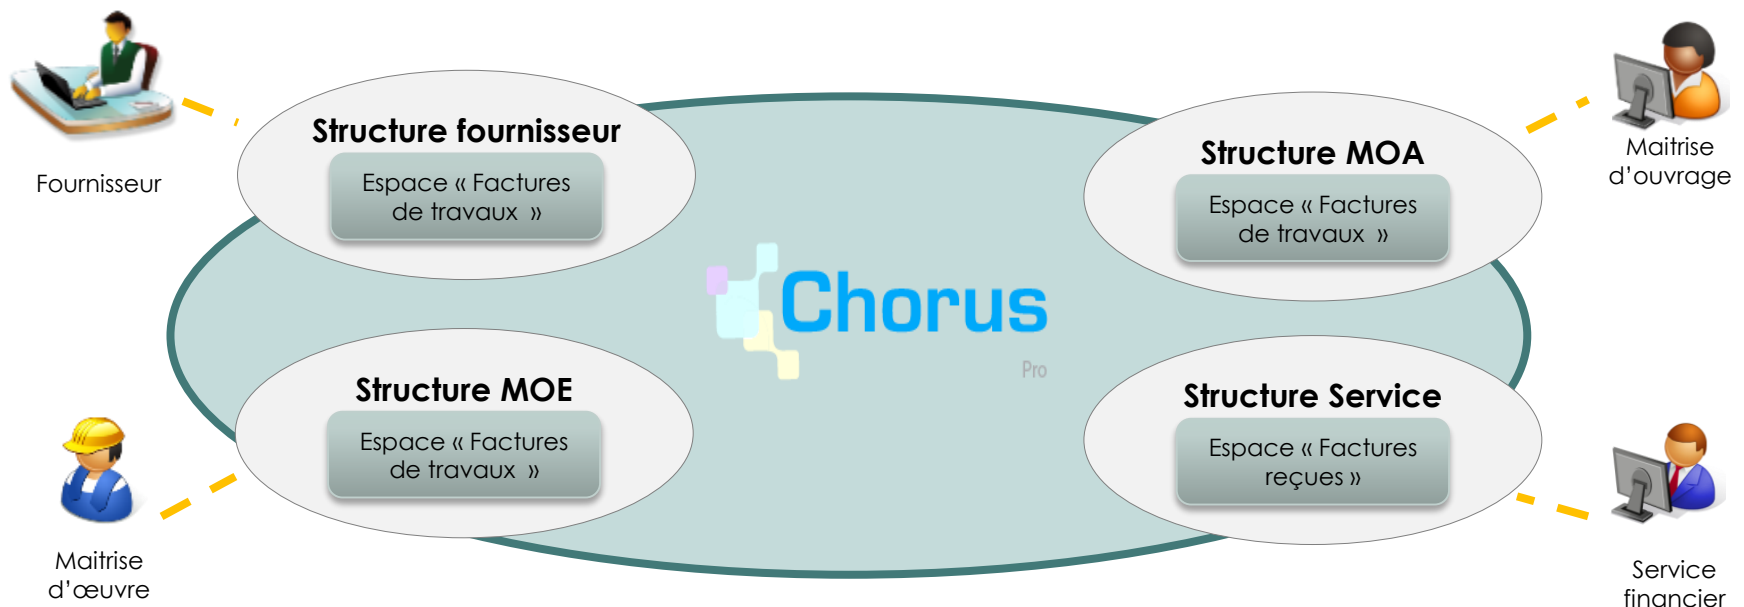 Fournisseur
Structure fournisseur
Espace « Factures
de travaux  »
Structure MOA
Espace « Factures
de travaux  »
Maitrise
d’ouvrage
Chorus
Pro
Structure MOE
Espace « Factures
de travaux  »
Maitrise
d’œuvre
Structure Service
Espace « Factures
reçues »
Service
financier